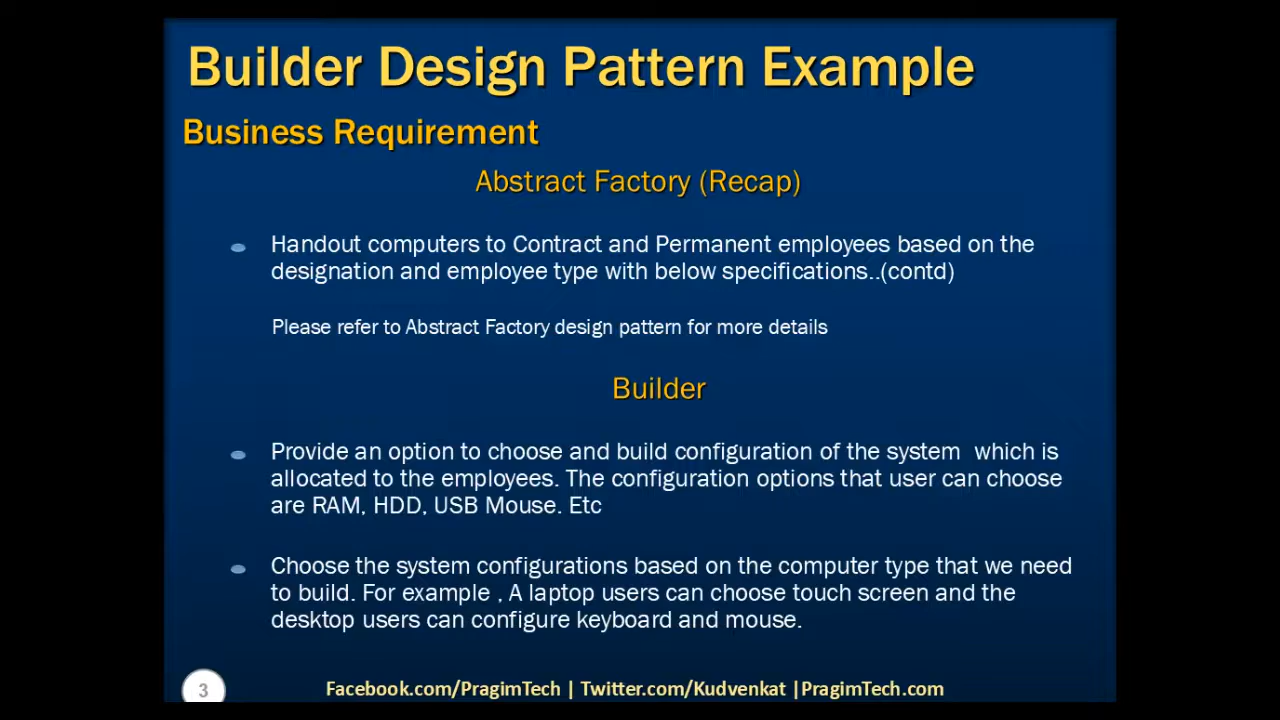 Builder Design Pattern Example
Business Requirement
Abstract Factory (Recap)
Handout computers to Contract and Permanent employees based on the
designation and employee type with below specifications..(contd)
Please refer to Abstract Factory design pattern for more details
Builder
Provide an option to choose and build configuration of the system which is
allocated to the employees. The configuration options that user can choose
are RAM, HDD, USB Mouse. Etc
Choose the system configurations based on the computer type that we need
to build. For example , A laptop users can choose touch screen and the
desktop users can configure keyboard and mouse.
3
Facebook.com/PragimTech | Twitter.com/Kudvenkat |PragimTech.com